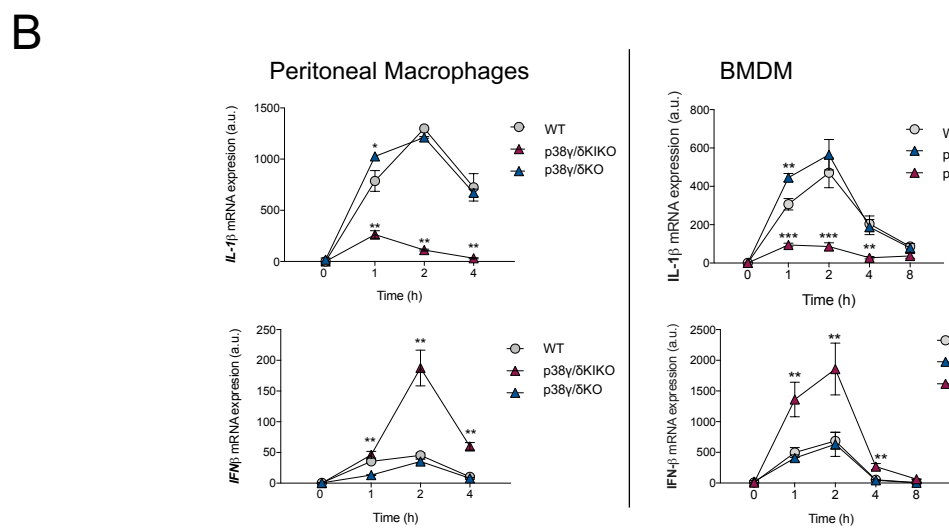 B
Peritoneal Macrophages
IL-1β mRNA expresion (a.u.)
1500
1000
500
0
*
**
**
**
0 1 2 4
Time (h)
WT
p38γ/δKIKO
p38γ/δKO
BMDM
IL-1β mRNA expression (a.u.)
800
600
400
200
0
**
***
***
**
0 1 2 4 8
Time (h)
p
p
IFNβ mRNA expresion (a.u.)
250
200
150
100
50
0
**
**
**
0 1 2 4
Time (h)
WT
p38γ/δKIKO
p38γ/δKO
IFN-β mRNA expression (a.u.)
2500
2000
1500
1000
500
0
**
**
**
0 1 2 4 8
Time (h)